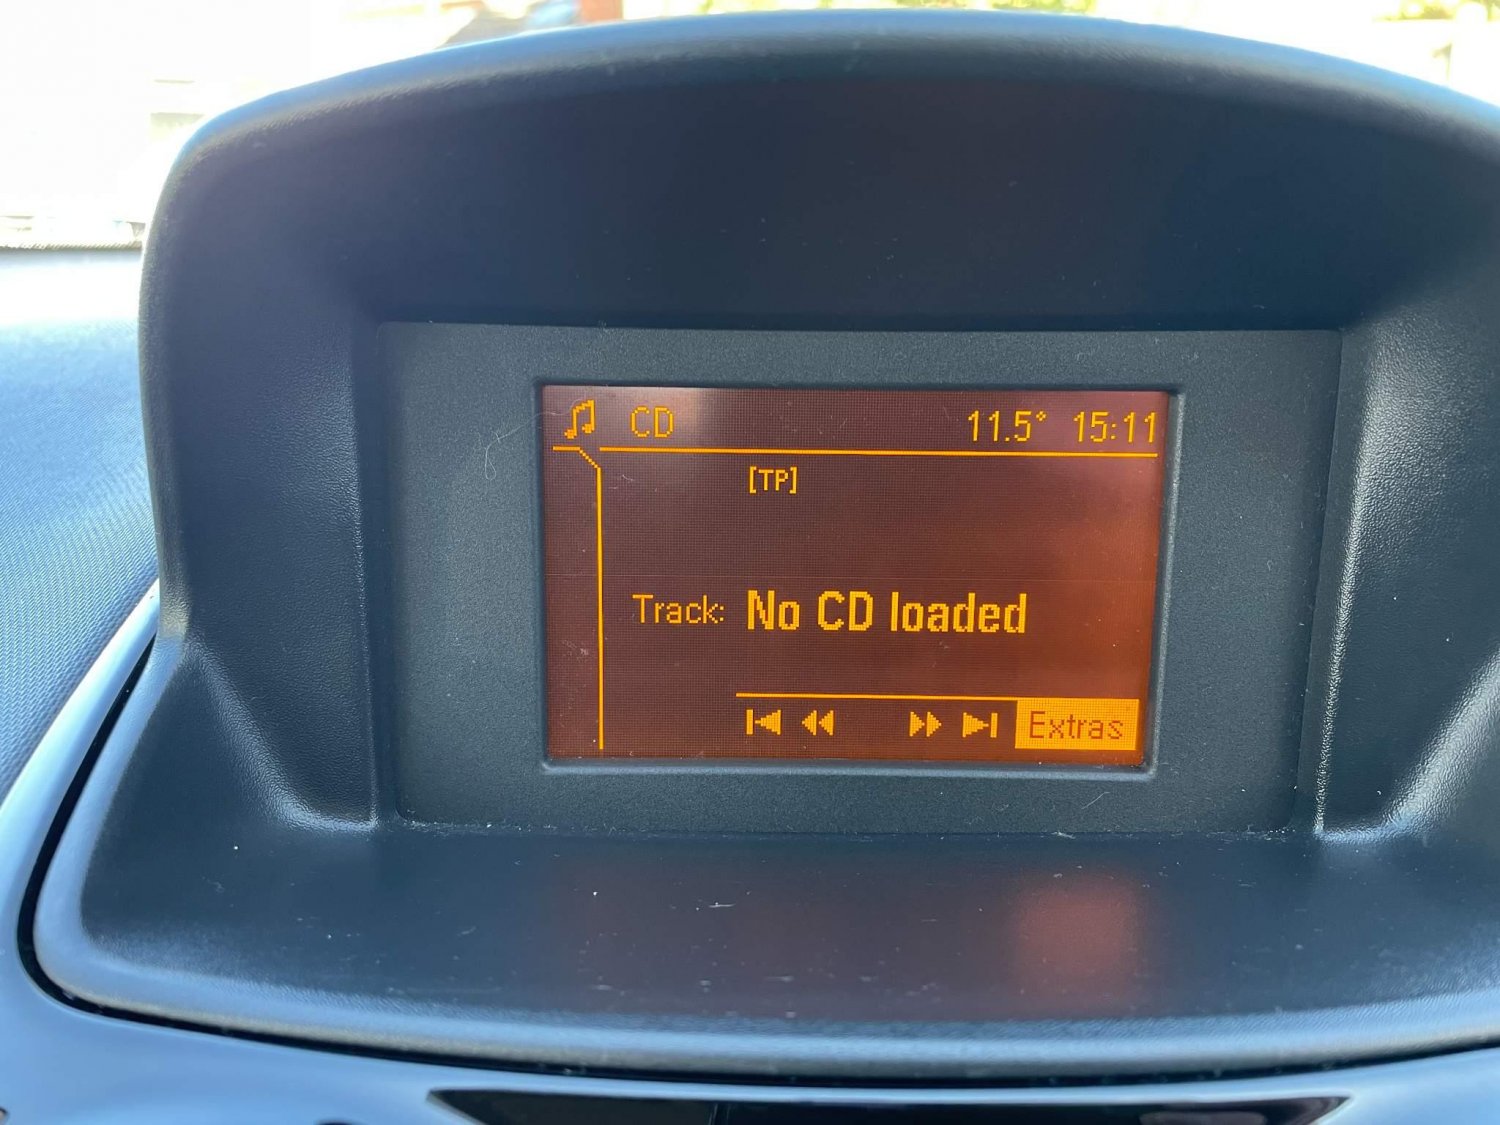 CD 11.5° 15:11
[TP]
Track: No CD loaded
Extras